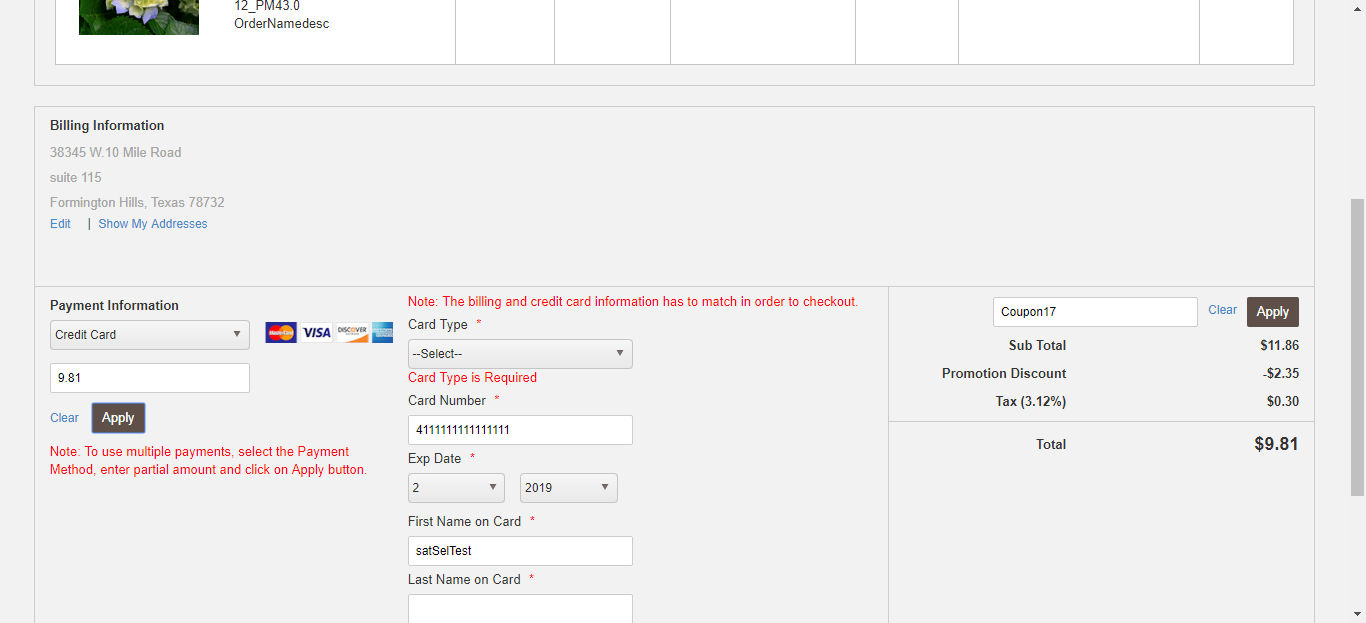 12_PM43.0
OrderNamedesc
Billing Information
38345 W.10 Mile Road
suite 115
Formington Hills, Texas 78732
Edit | Show My Addresses
Payment Information
Credit Card
MasterCard VISA DISCOVER
9.81
Clear Apply
Note: To use multiple payments, select the Payment
Method, enter partial amount and click on Apply button.
Note: The billing and credit card information has to match in order to checkout.
Card Type *
--Select--
Card Type is Required
Card Number *
4111111111111111
Exp Date *
2 2019
First Name on Card *
satSelTest
Last Name on Card *
Coupon17 Clear Apply
Sub Total $11.86
Promotion Discount -$2.35
Tax (3.12%) $0.30
Total $9.81